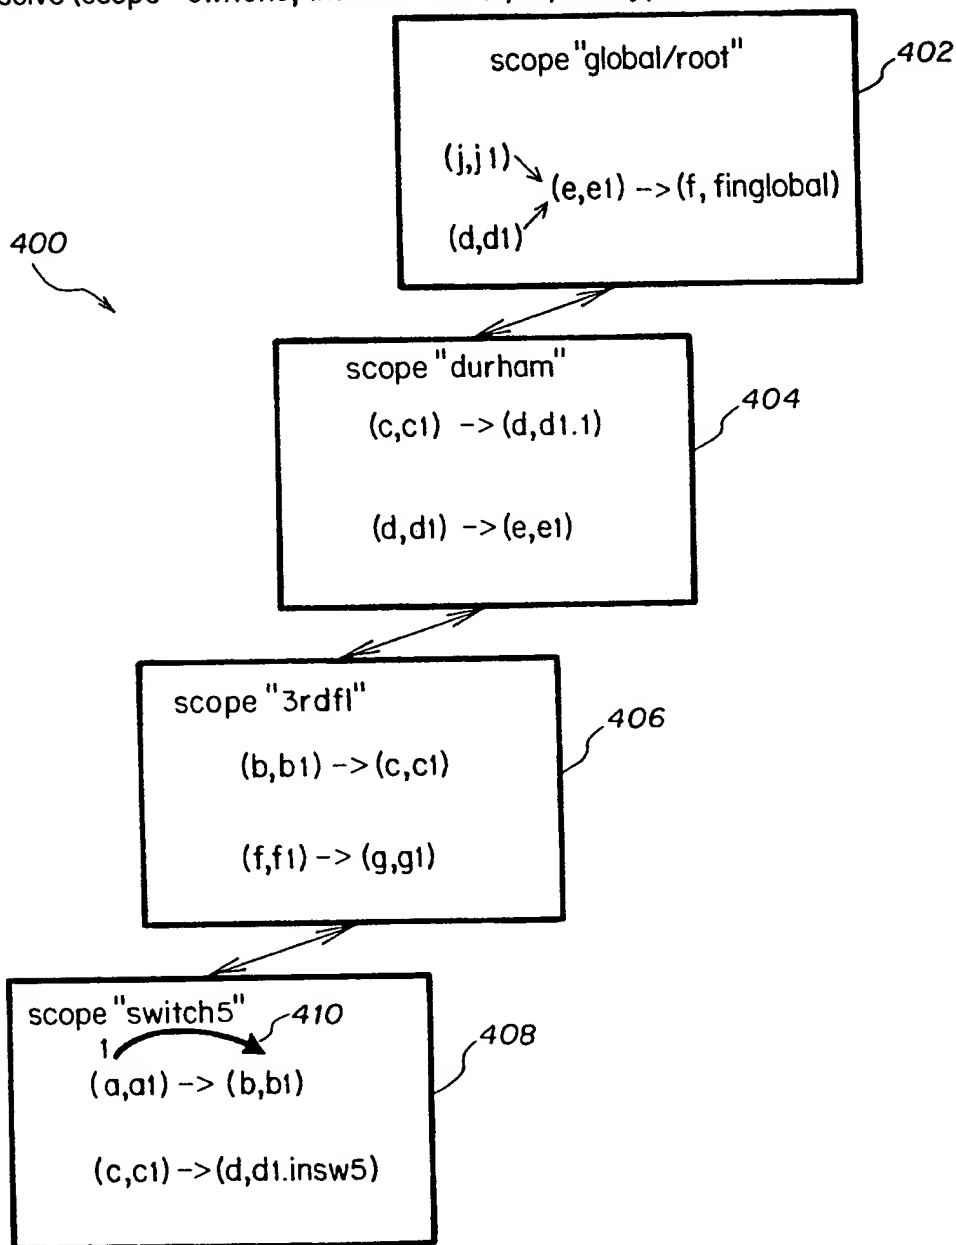 scope "global/root"
402
(j,j1)
(e,e1) -> (f, finglobal)
(d,d1)
400
scope "durham"
404
(c,c1) -> (d,d1.1)
(d,d1) -> (e,e1)
scope "3rdfl"
406
(b,b1) -> (c,c1)
(f,f1) -> (g,g1)
scope "switch5"
410
408
1
(a,a1) -> (b,b1)
(c,c1) -> (d,d1.insw5)